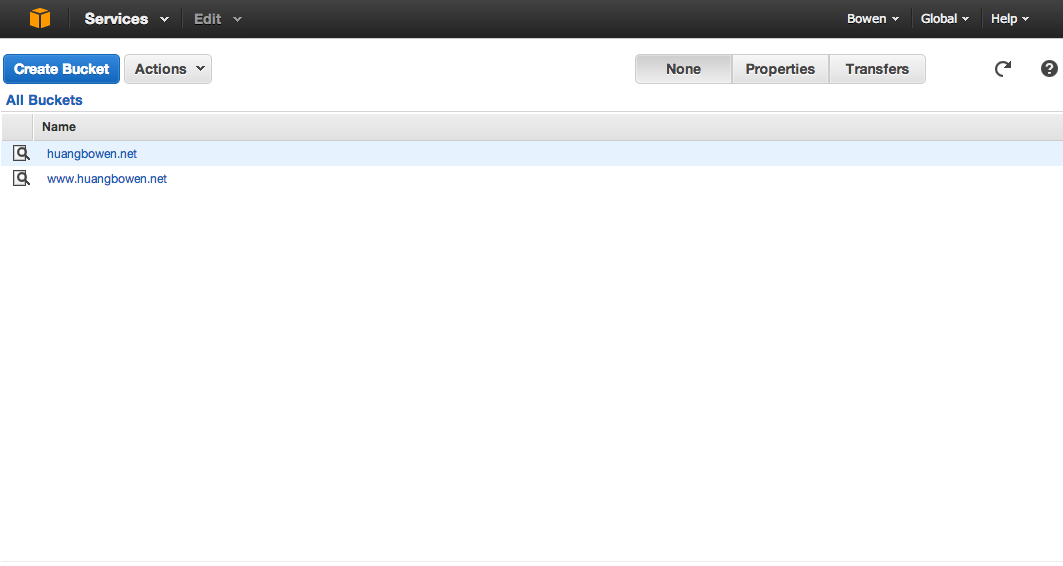 Services Edit Bowen Global Help
Create Bucket Actions None Properties Transfers
All Buckets
Name
huangbowen.net
www.huangbowen.net